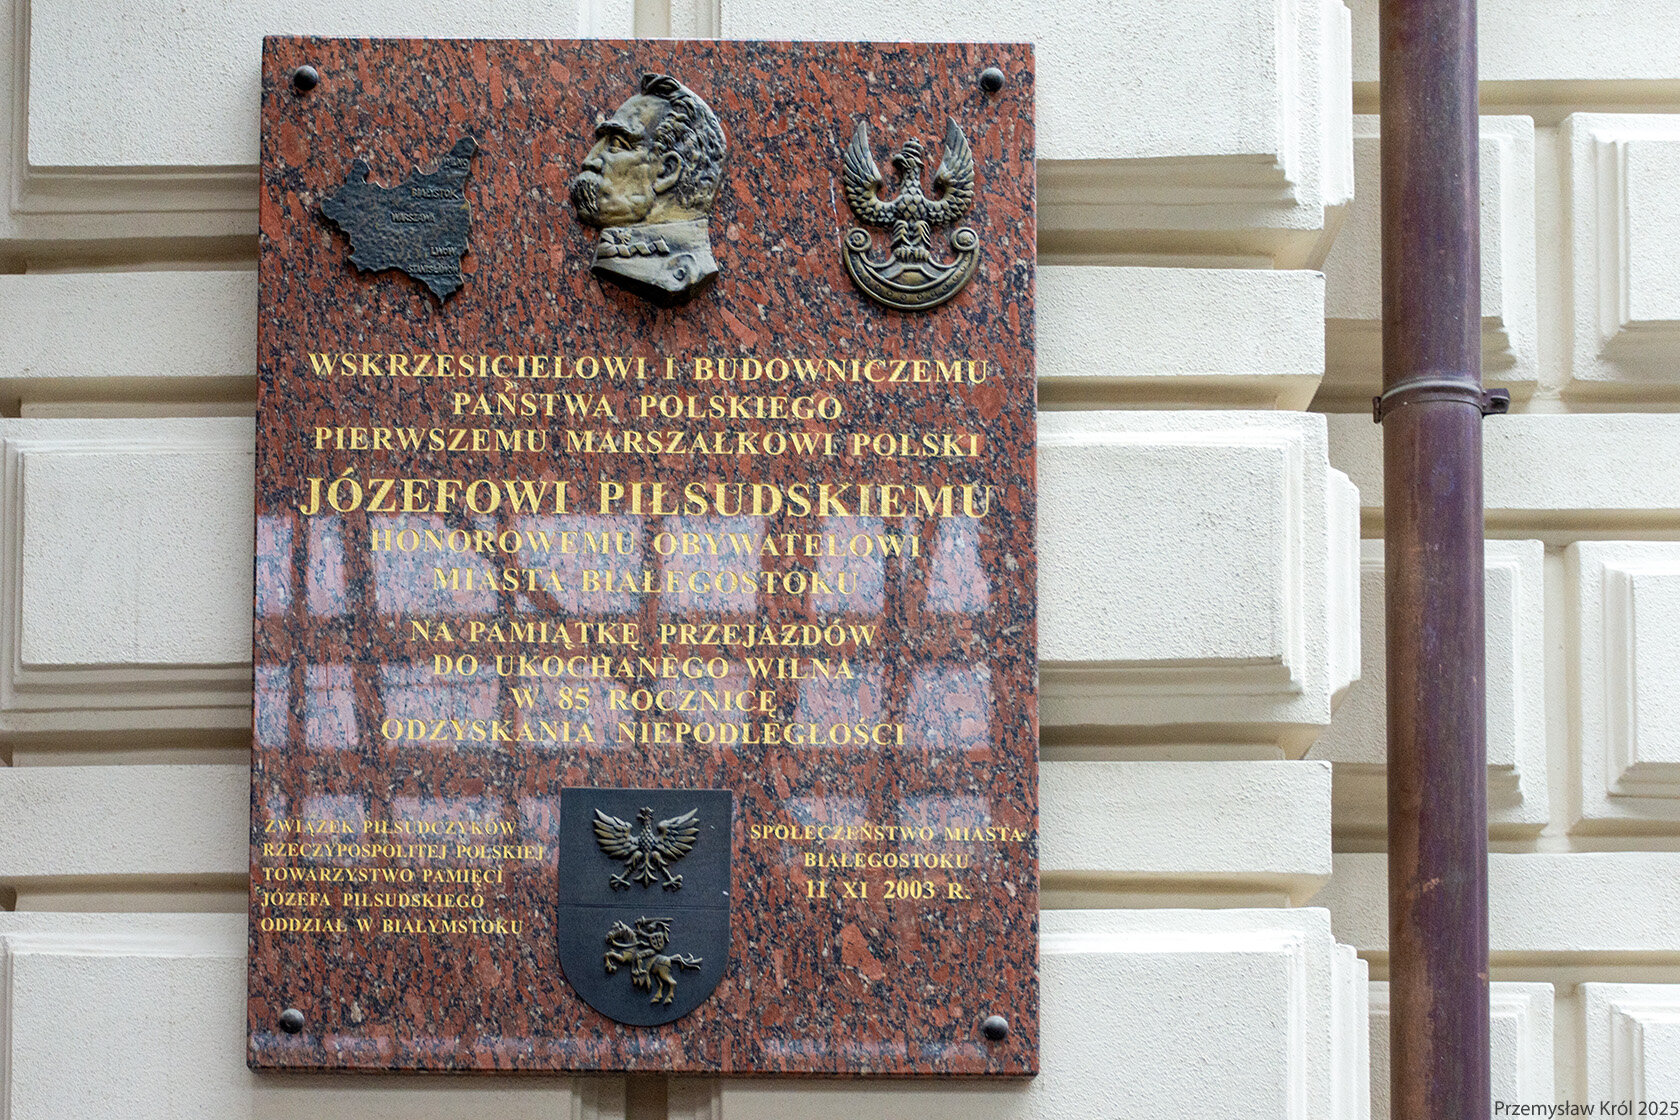 WILNO
BIAŁYSTOK
WARSZAWA
LWÓW
WSKRZESICIELOWI I BUDOWNICZEMU
PAŃSTWA POLSKIEGO
PIERWSZEMU MARSZAŁKOWI POLSKI
JÓZEFOWI PIŁSUDSKIEMU
HONOROWEMU OBYWATELOWI
MIASTA BIAŁEGOSTOKU
NA PAMIĄTKĘ PRZEJAZDÓW
DO UKOCHANEGO WILNA
W 85 ROCZNICĘ
ODZYSKANIA NIEPODLEGŁOŚCI
ZWIĄZEK PIŁSUDCZYKÓW
RZECZYPOSPOLITEJ POLSKIEJ
TOWARZYSTWO PAMIĘCI
JÓZEFA PIŁSUDSKIEGO
ODDZIAŁ W BIAŁYMSTOKU
SPOŁECZEŃSTWO MIASTA
BIAŁEGOSTOKU
11 XI 2003 R.
Przemysław Król 2025